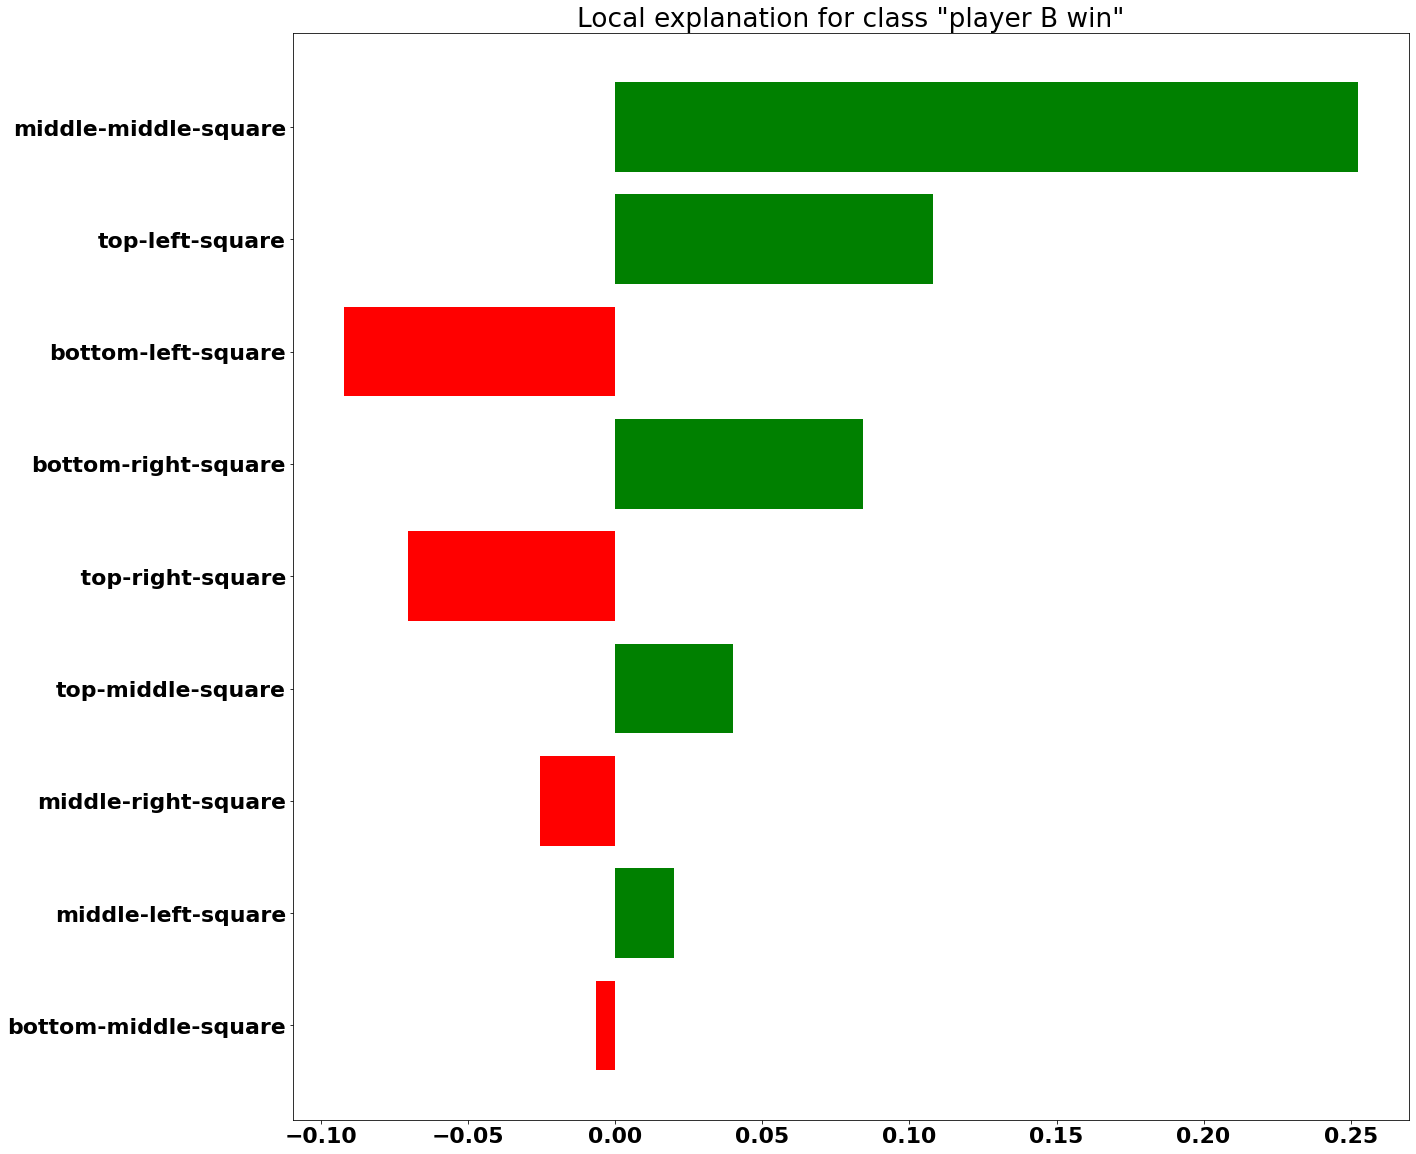 Local explanation for class "player B win"
middle-middle-square
top-left-square
bottom-left-square
bottom-right-square
top-right-square
top-middle-square
middle-right-square
middle-left-square
bottom-middle-square
−0.10 −0.05 0.00 0.05 0.10 0.15 0.20 0.25